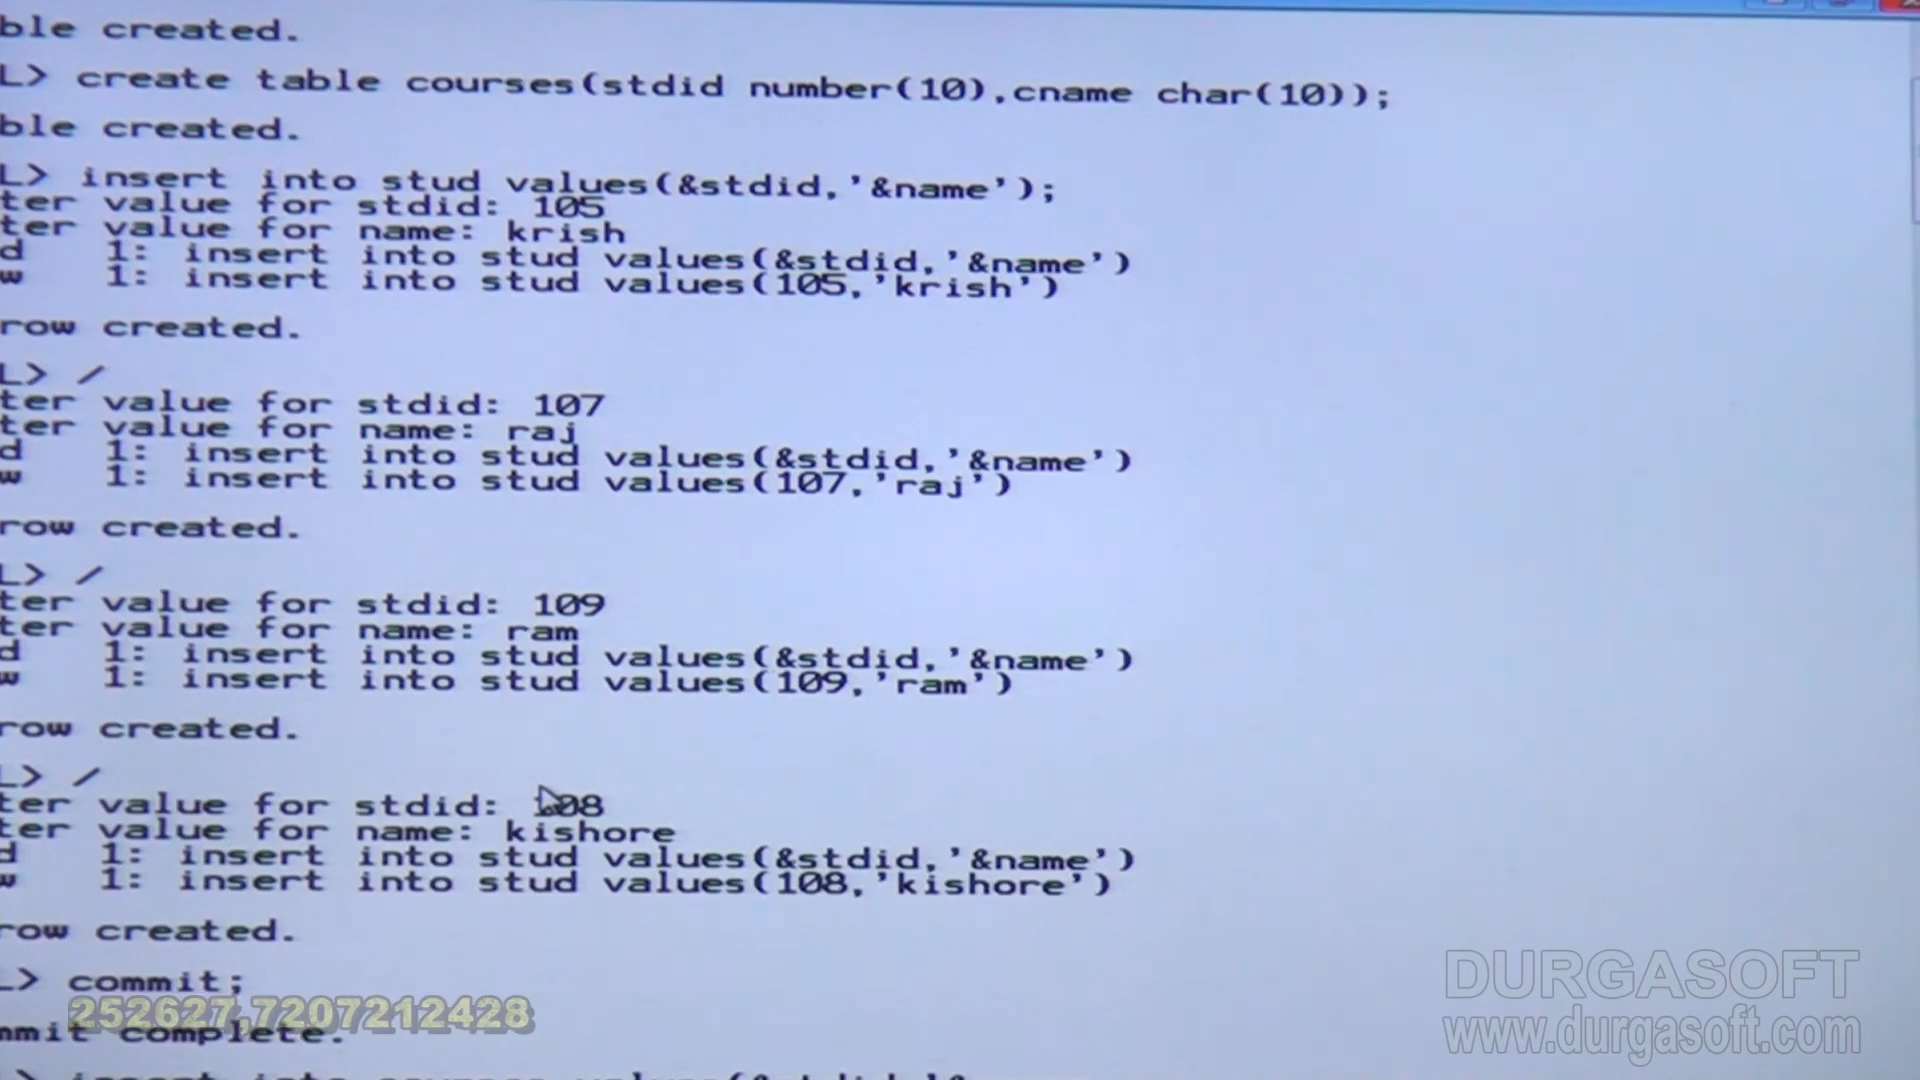 ble created.
L> create table courses(stdid number(10),cname char(10));
ble created.
L> insert into stud values(&stdid,'&name');
ter value for stdid: 105
ter value for name: krish
d 1: insert into stud values(&stdid,'&name')
w 1: insert into stud values(105,'krish')
row created.
L> /
ter value for stdid: 107
ter value for name: raj
d 1: insert into stud values(&stdid,'&name')
w 1: insert into stud values(107,'raj')
row created.
L> /
ter value for stdid: 109
ter value for name: ram
d 1: insert into stud values(&stdid,'&name')
w 1: insert into stud values(109,'ram')
row created.
L> /
ter value for stdid: 108
ter value for name: kishore
d 1: insert into stud values(&stdid,'&name')
w 1: insert into stud values(108,'kishore')
row created.
L> commit;
252627,7207212428
mmit complete.
DURGASOFT
www.durgasoft.com